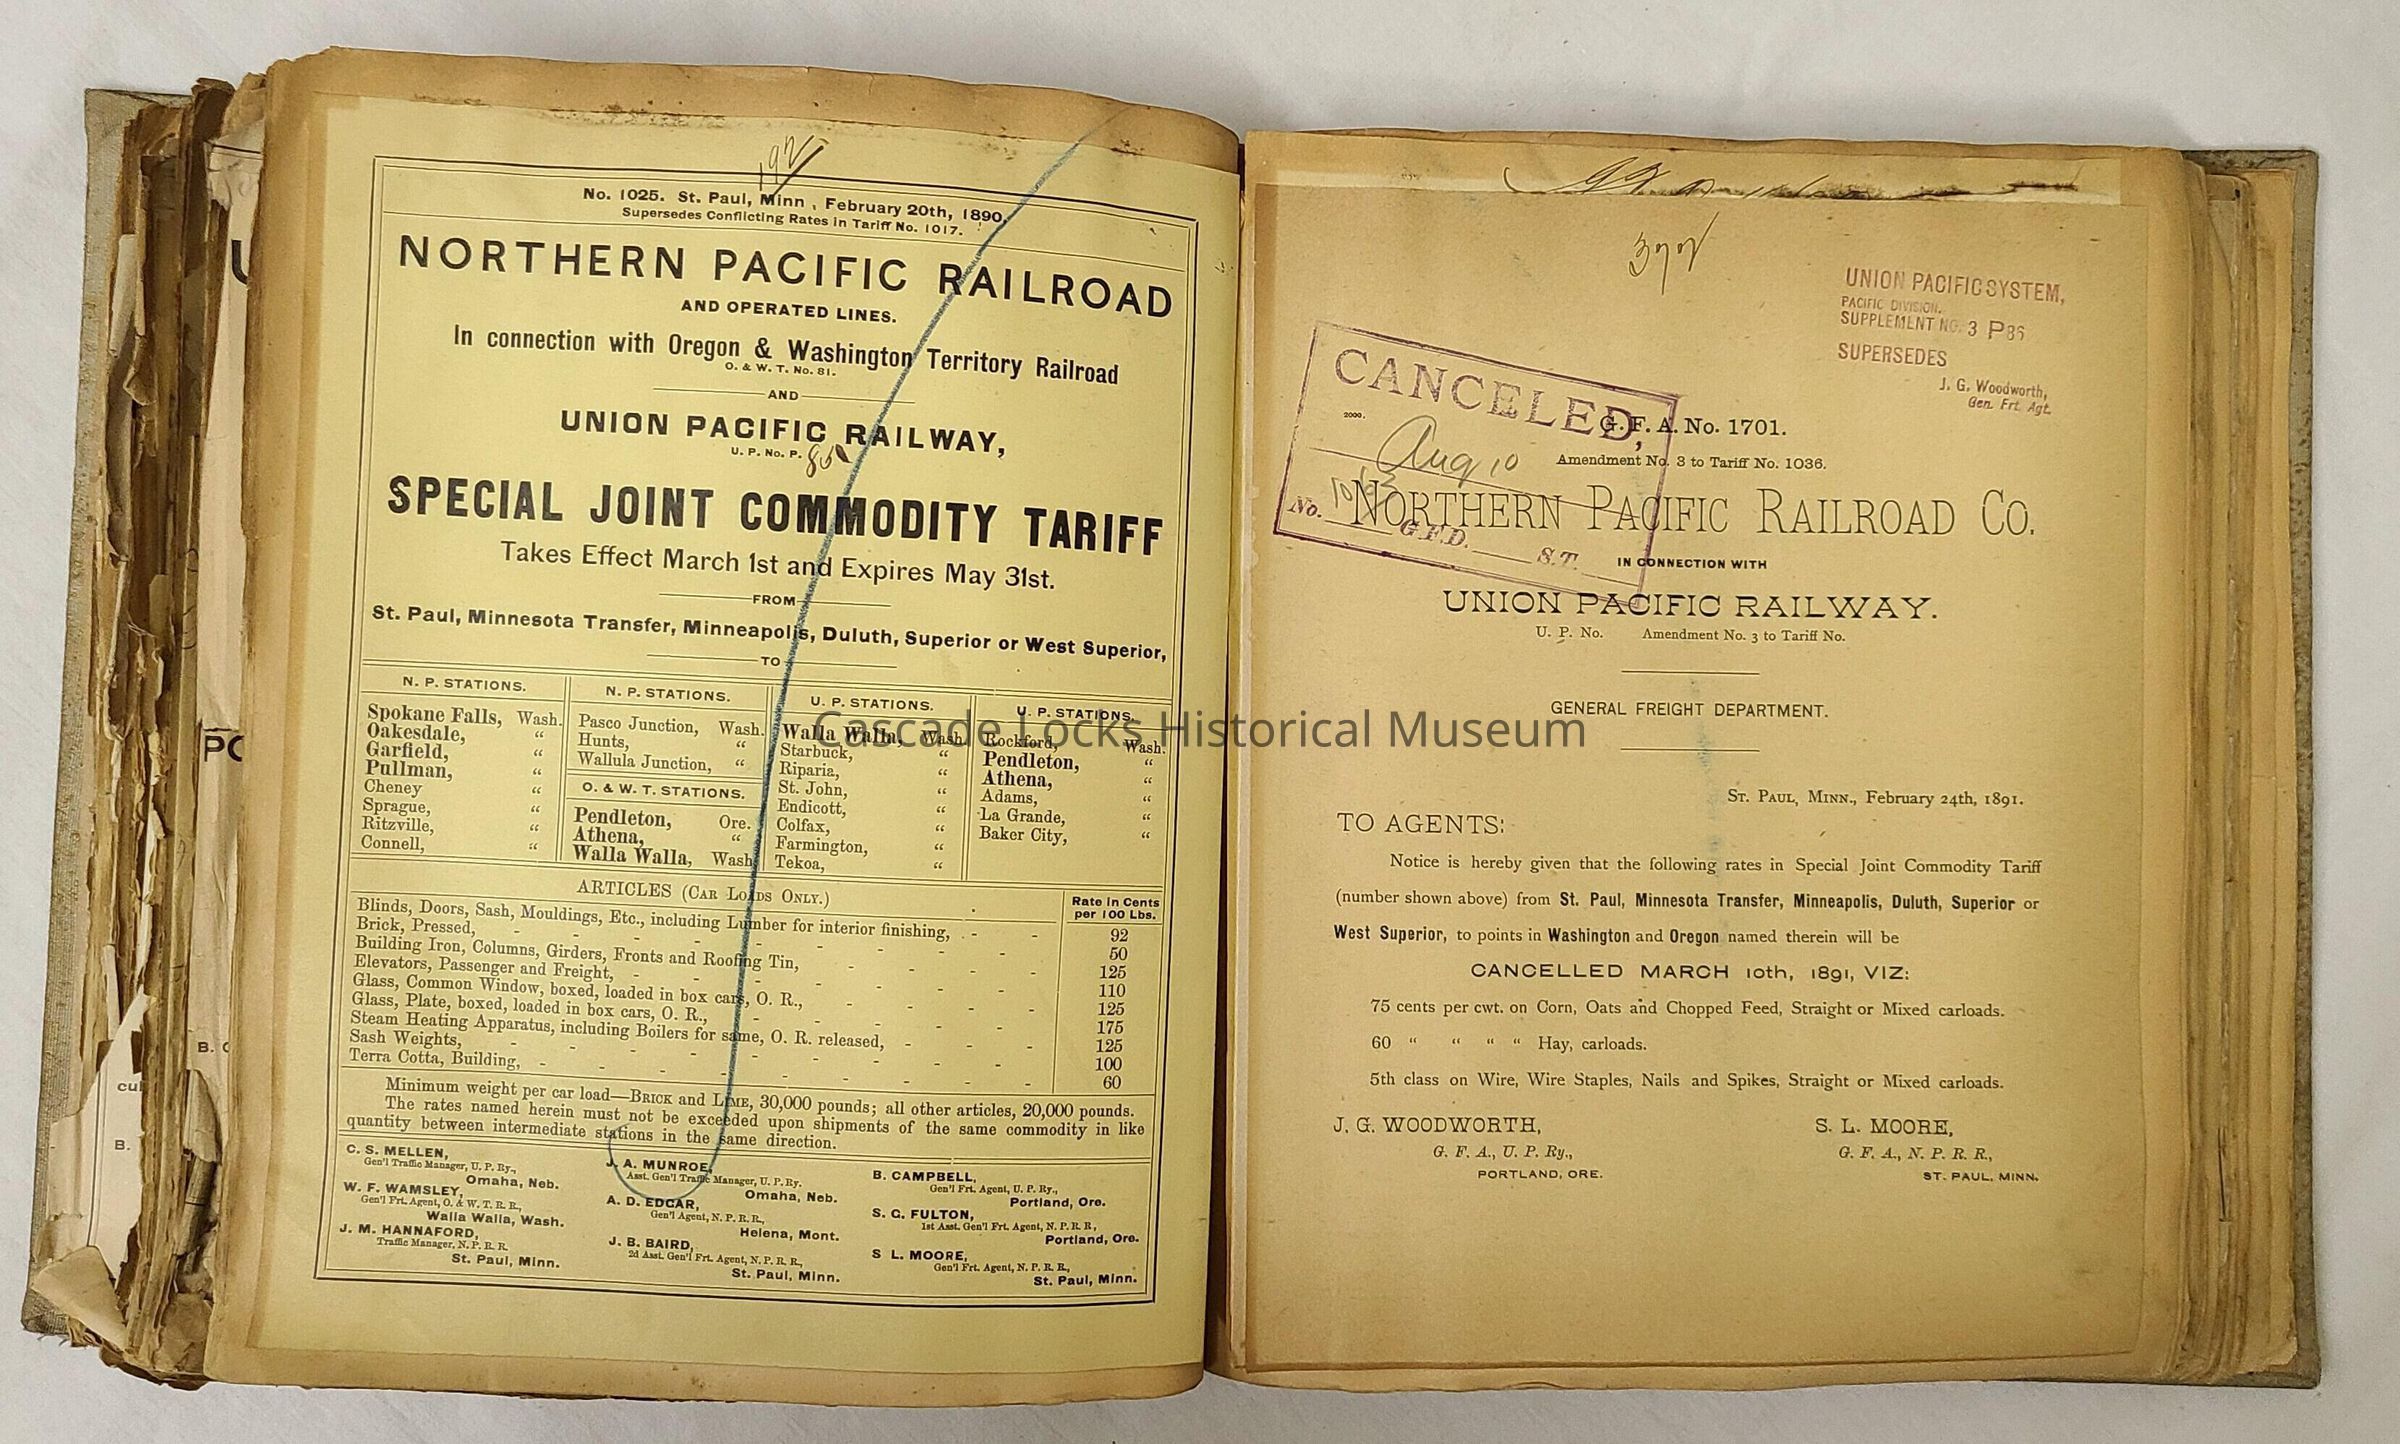 192
No. 1025. St. Paul, Minn., February 20th, 1890.
Supersedes Conflicting Rates in Tariff No. 1017.
NORTHERN PACIFIC RAILROAD
AND OPERATED LINES.
In connection with Oregon & Washington Territory Railroad
O. & W. T. No. 81.
AND
UNION PACIFIC RAILWAY,
U. P. No. P.
SPECIAL JOINT COMMODITY TARIFF
Takes Effect March 1st and Expires May 31st.
FROM
St. Paul, Minnesota Transfer, Minneapolis, Duluth, Superior or West Superior,
TO
N. P. STATIONS.
Spokane Falls, Wash.
Oakesdale, "
Garfield, "
Pullman, "
Cheney "
Sprague, "
Ritzville, "
Connell, "
N. P. STATIONS.
Pasco Junction, Wash.
Hunts, "
Wallula Junction, "
O. & W. T. STATIONS.
Pendleton, Ore.
Athena, "
Walla Walla, Wash
U. P. STATIONS.
Walla Walla, Wash
Starbuck, "
Riparia, "
St. John, "
Endicott, "
Colfax, "
Farmington, "
Tekoa, "
U. P. STATIONS.
Rockford, Wash.
Pendleton, "
Athena, "
Adams, "
La Grande, "
Baker City, "
ARTICLES (CAR LOADS ONLY.) Rate in Cents per 100 Lbs.
Blinds, Doors, Sash, Mouldings, Etc., including Lumber for interior finishing, - - 92
Brick, Pressed, - - - - - - 50
Building Iron, Columns, Girders, Fronts and Roofing Tin, - - - 125
Elevators, Passenger and Freight, - - - - - 110
Glass, Common Window, boxed, loaded in box cars, O. R., - - - 125
Glass, Plate, boxed, loaded in box cars, O. R., - - - - 175
Steam Heating Apparatus, including Boilers for same, O. R. released, - - - 125
Sash Weights, - - - - - - 100
Terra Cotta, Building, - - - - - - 60
Minimum weight per car load—BRICK and LIME, 30,000 pounds; all other articles, 20,000 pounds.
The rates named herein must not be exceeded upon shipments of the same commodity in like
quantity between intermediate stations in the same direction.
C. S. MELLEN,
Gen'l Traffic Manager, U. P. Ry.,
Omaha, Neb.
W. F. WAMSLEY,
Gen'l Frt. Agent, O. & W. T. R. R.,
Walla Walla, Wash.
J. M. HANNAFORD,
Traffic Manager, N. P. R. R.
St. Paul, Minn.
J. A. MUNROE,
Asst. Gen'l Traffic Manager, U. P. Ry.
Omaha, Neb.
A. D. EDGAR,
Gen'l Agent, N. P. R. R.,
Helena, Mont.
J. B. BAIRD,
2d Asst. Gen'l Frt. Agent, N. P. R. R.,
St. Paul, Minn.
B. CAMPBELL,
Gen'l Frt. Agent, U. P. Ry.,
Portland, Ore.
S. G. FULTON,
1st Asst. Gen'l Frt. Agent, N. P. R. R.,
Portland, Ore.
S L. MOORE,
Gen'l Frt. Agent, N. P. R. R.,
St. Paul, Minn.
UNION PACIFIC SYSTEM,
PACIFIC DIVISION.
SUPPLEMENT NO. 3 P86
SUPERSEDES
J. G. Woodworth,
Gen. Frt. Agt.
CANCELED,
Aug 10
No. G.F.D. S.T.
2000.
G. F. A. No. 1701.
Amendment No. 3 to Tariff No. 1036.
NORTHERN PACIFIC RAILROAD CO.
IN CONNECTION WITH
UNION PACIFIC RAILWAY.
U. P. No. Amendment No. 3 to Tariff No.
GENERAL FREIGHT DEPARTMENT.
ST. PAUL, MINN., February 24th, 1891.
TO AGENTS:
Notice is hereby given that the following rates in Special Joint Commodity Tariff
(number shown above) from St. Paul, Minnesota Transfer, Minneapolis, Duluth, Superior or
West Superior, to points in Washington and Oregon named therein will be
CANCELLED MARCH 10th, 1891, VIZ:
75 cents per cwt. on Corn, Oats and Chopped Feed, Straight or Mixed carloads.
60 " " " " Hay, carloads.
5th class on Wire, Wire Staples, Nails and Spikes, Straight or Mixed carloads.
J. G. WOODWORTH,
G. F. A., U. P. Ry.,
PORTLAND, ORE.
S. L. MOORE,
G. F. A., N. P. R. R.,
ST. PAUL, MINN.
Cascade Locks Historical Museum